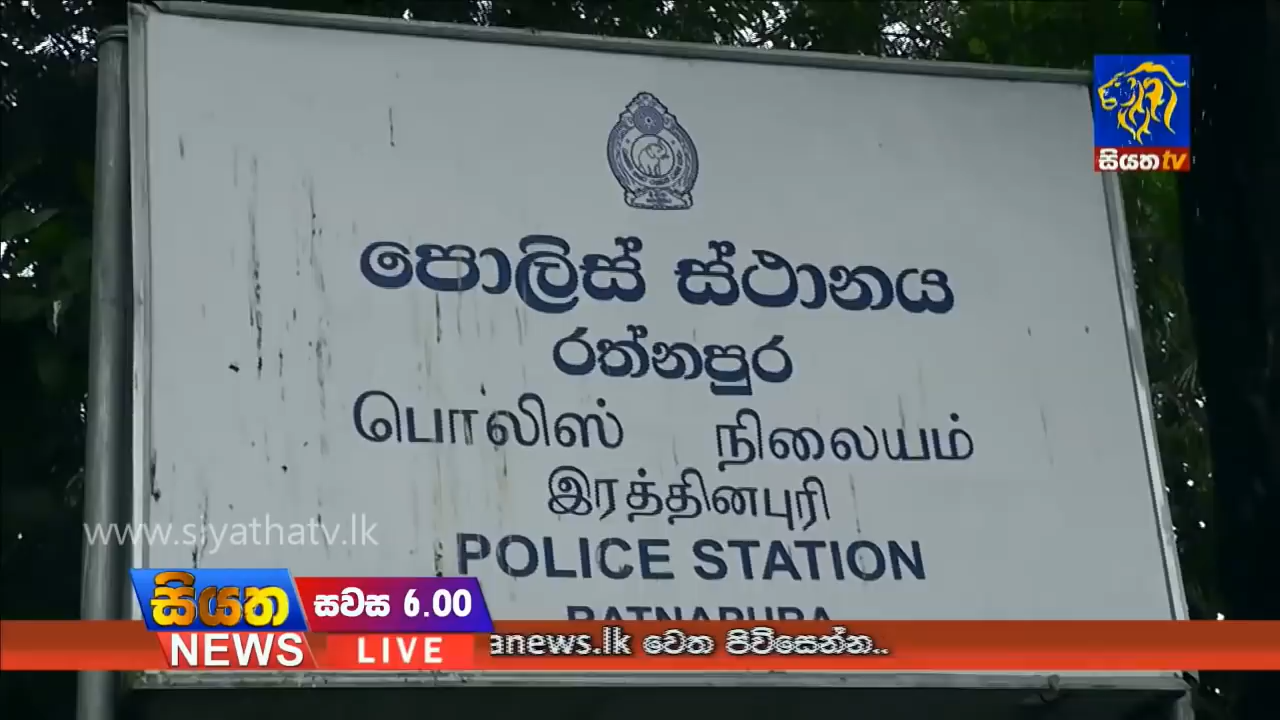 සියත tv
පොලිස් ස්ථානය
රත්නපුර
பொலிஸ் நிலையம்
இரத்தினபுரி
www.siyathatv.lk
POLICE STATION
RATNAPURA
සියත
සවස 6.00
NEWS
LIVE
anews.lk වෙත පිවිසෙන්න..